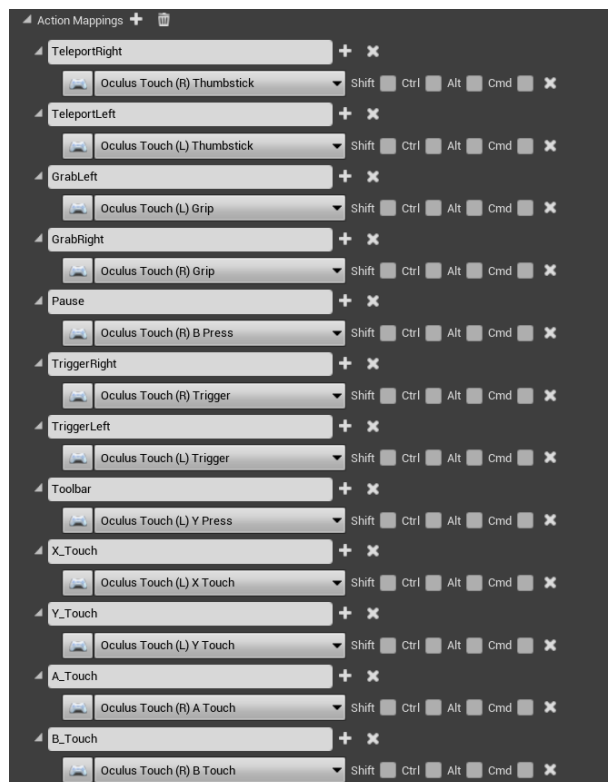 Action Mappings
TeleportRight
Oculus Touch (R) Thumbstick Shift Ctrl Alt Cmd
TeleportLeft
Oculus Touch (L) Thumbstick Shift Ctrl Alt Cmd
GrabLeft
Oculus Touch (L) Grip Shift Ctrl Alt Cmd
GrabRight
Oculus Touch (R) Grip Shift Ctrl Alt Cmd
Pause
Oculus Touch (R) B Press Shift Ctrl Alt Cmd
TriggerRight
Oculus Touch (R) Trigger Shift Ctrl Alt Cmd
TriggerLeft
Oculus Touch (L) Trigger Shift Ctrl Alt Cmd
Toolbar
Oculus Touch (L) Y Press Shift Ctrl Alt Cmd
X_Touch
Oculus Touch (L) X Touch Shift Ctrl Alt Cmd
Y_Touch
Oculus Touch (L) Y Touch Shift Ctrl Alt Cmd
A_Touch
Oculus Touch (R) A Touch Shift Ctrl Alt Cmd
B_Touch
Oculus Touch (R) B Touch Shift Ctrl Alt Cmd